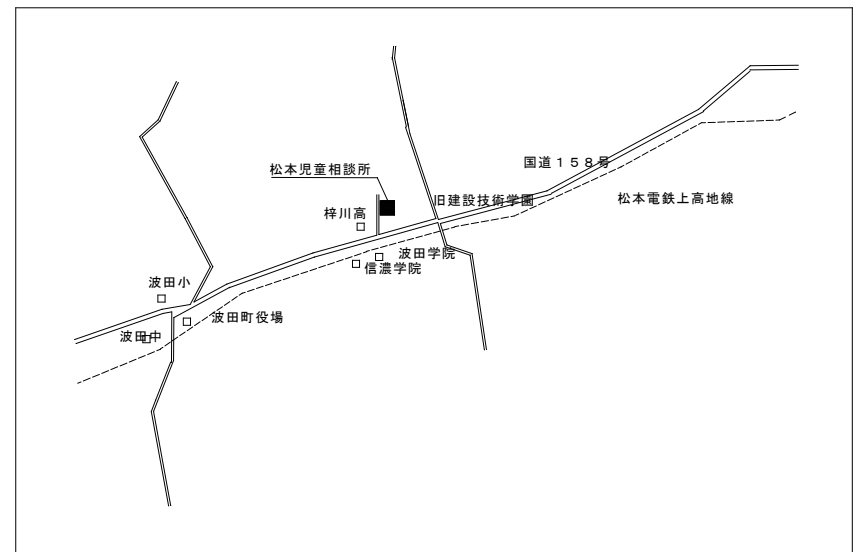 国道１５８号
松本児童相談所
旧建設技術学園
松本電鉄上高地線
梓川高
波田学院
信濃学院
波田小
波田町役場
波田中